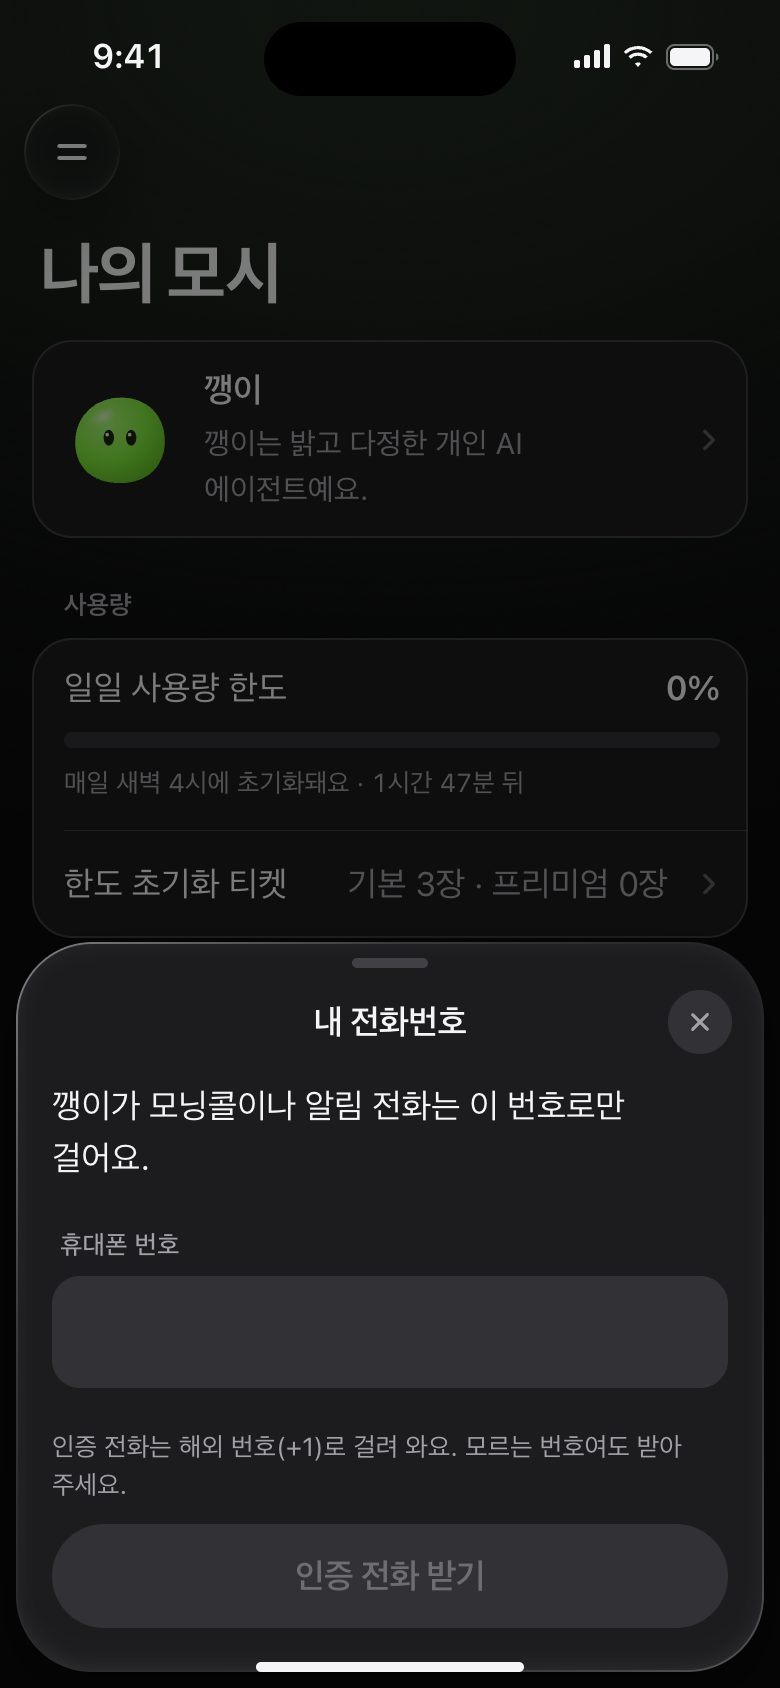 9:41
나의 모시
깽이
깽이는 밝고 다정한 개인 AI
에이전트예요.
사용량
일일 사용량 한도 0%
매일 새벽 4시에 초기화돼요 · 1시간 47분 뒤
한도 초기화 티켓 기본 3장 · 프리미엄 0장
내 전화번호
깽이가 모닝콜이나 알림 전화는 이 번호로만
걸어요.
휴대폰 번호
인증 전화는 해외 번호(+1)로 걸려 와요. 모르는 번호여도 받아
주세요.
인증 전화 받기